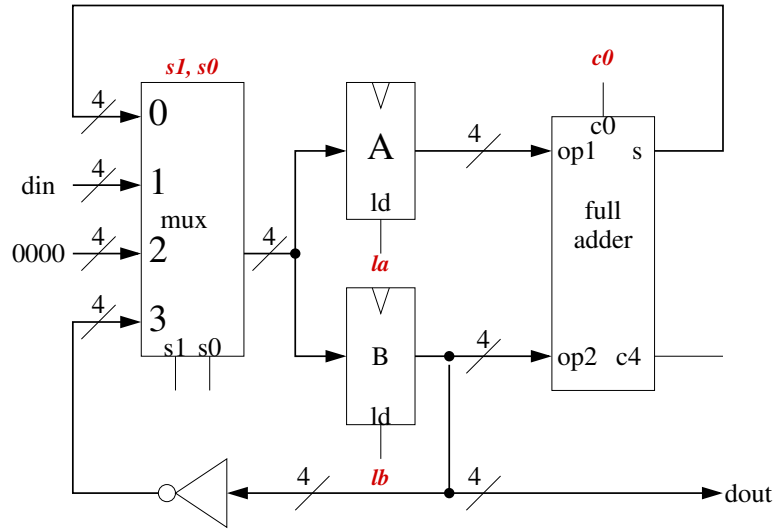 s1, s0
c0
4
0
c0
4
A
4
op1
s
din
4
1
ld
full
adder
mux
0000
4
2
4
la
4
3
s1 s0
B
4
op2
c4
ld
lb
4
4
dout